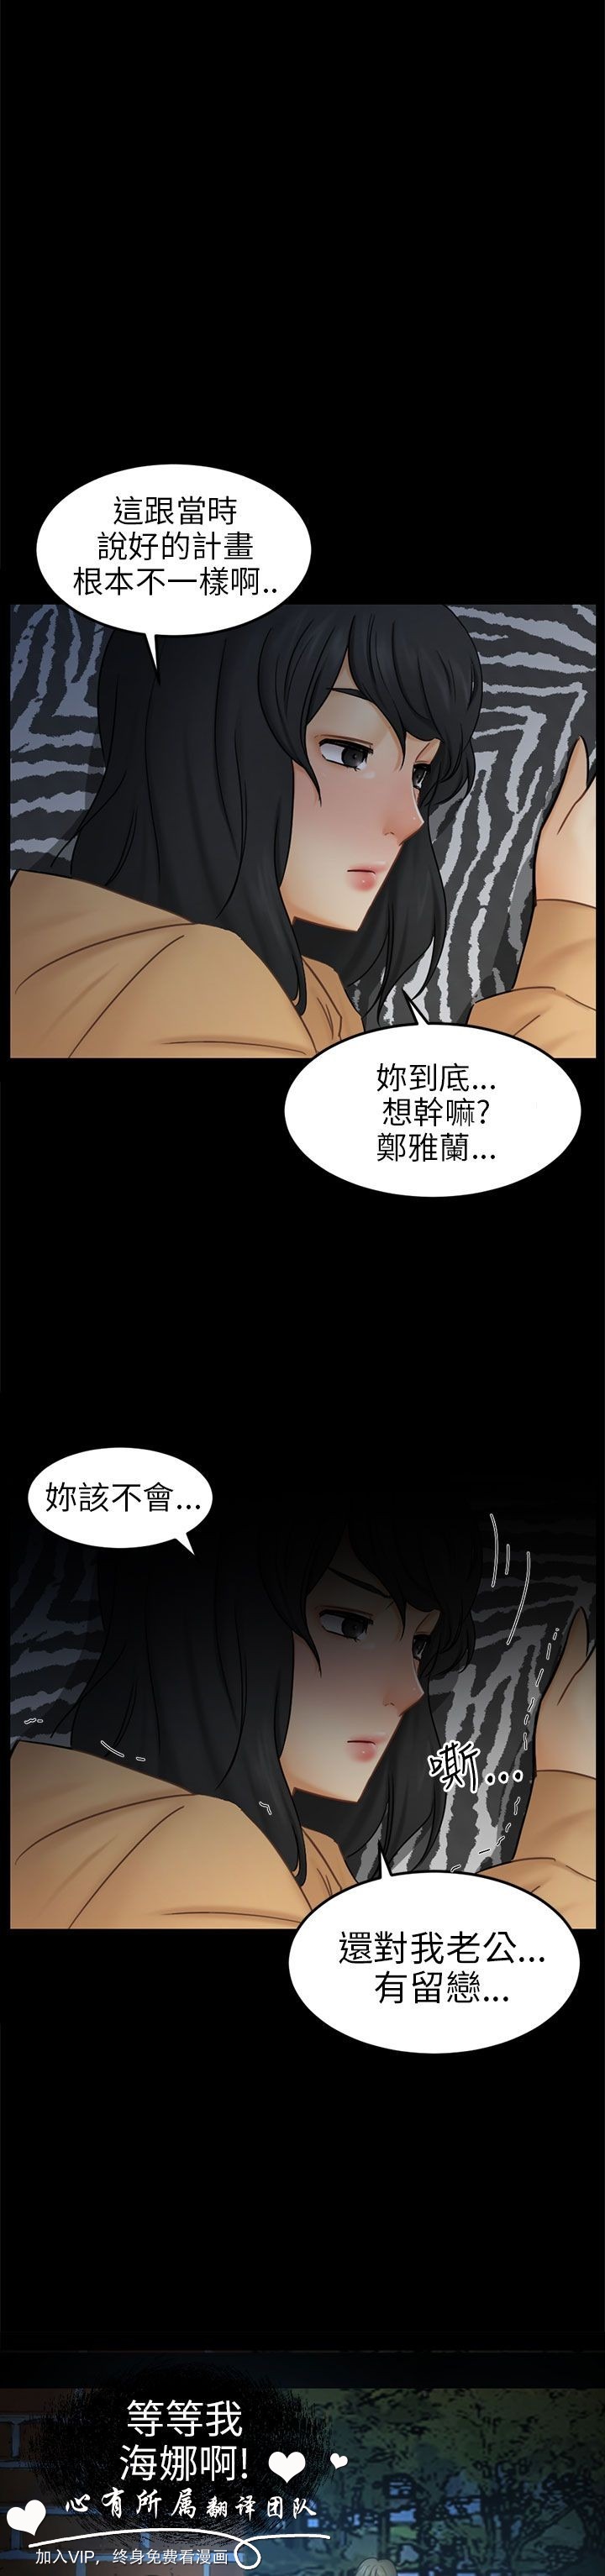 這跟當時
說好的計畫
根本不一樣啊..
妳到底...
想幹嘛?
鄭雅蘭...
妳該不會...
嘶...
還對我老公...
有留戀...
等等我
海娜啊!
心有所属翻译团队
加入VIP，终身免费看漫画